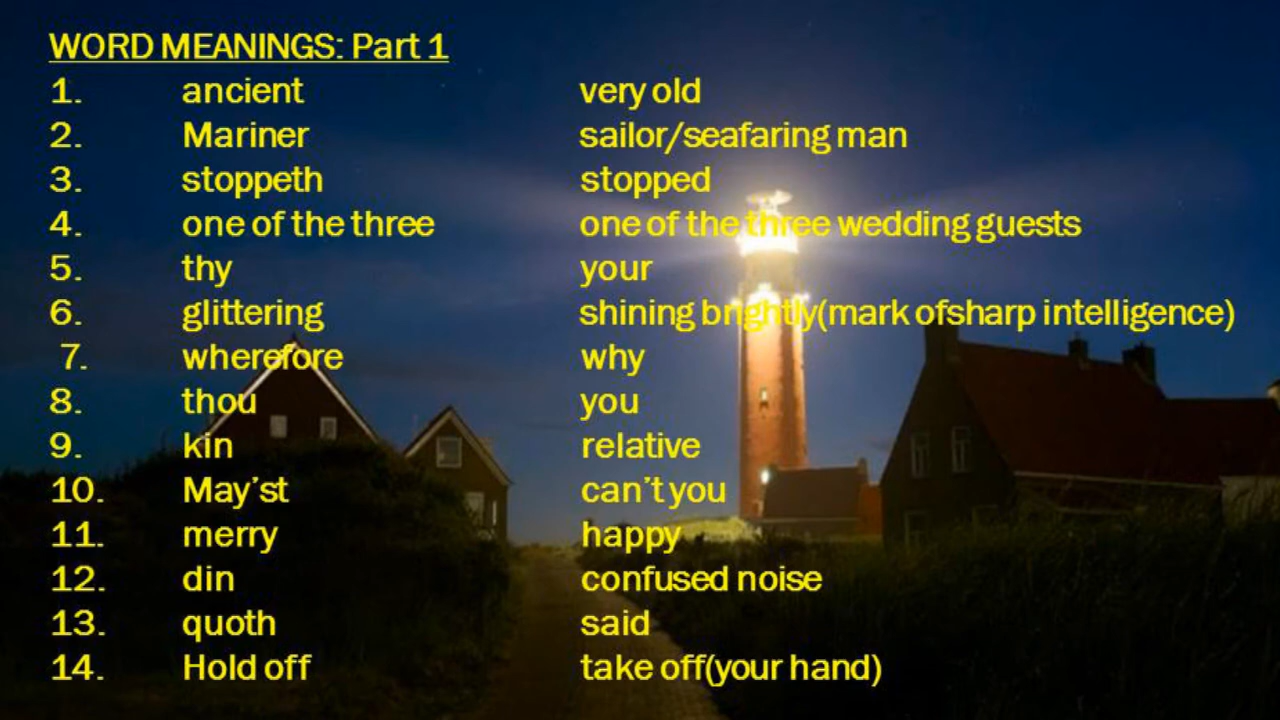 WORD MEANINGS: Part 1
1. ancient very old
2. Mariner sailor/seafaring man
3. stoppeth stopped
4. one of the three one of the three wedding guests
5. thy your
6. glittering shining brightly(mark ofsharp intelligence)
7. wherefore why
8. thou you
9. kin relative
10. May'st can't you
11. merry happy
12. din confused noise
13. quoth said
14. Hold off take off(your hand)